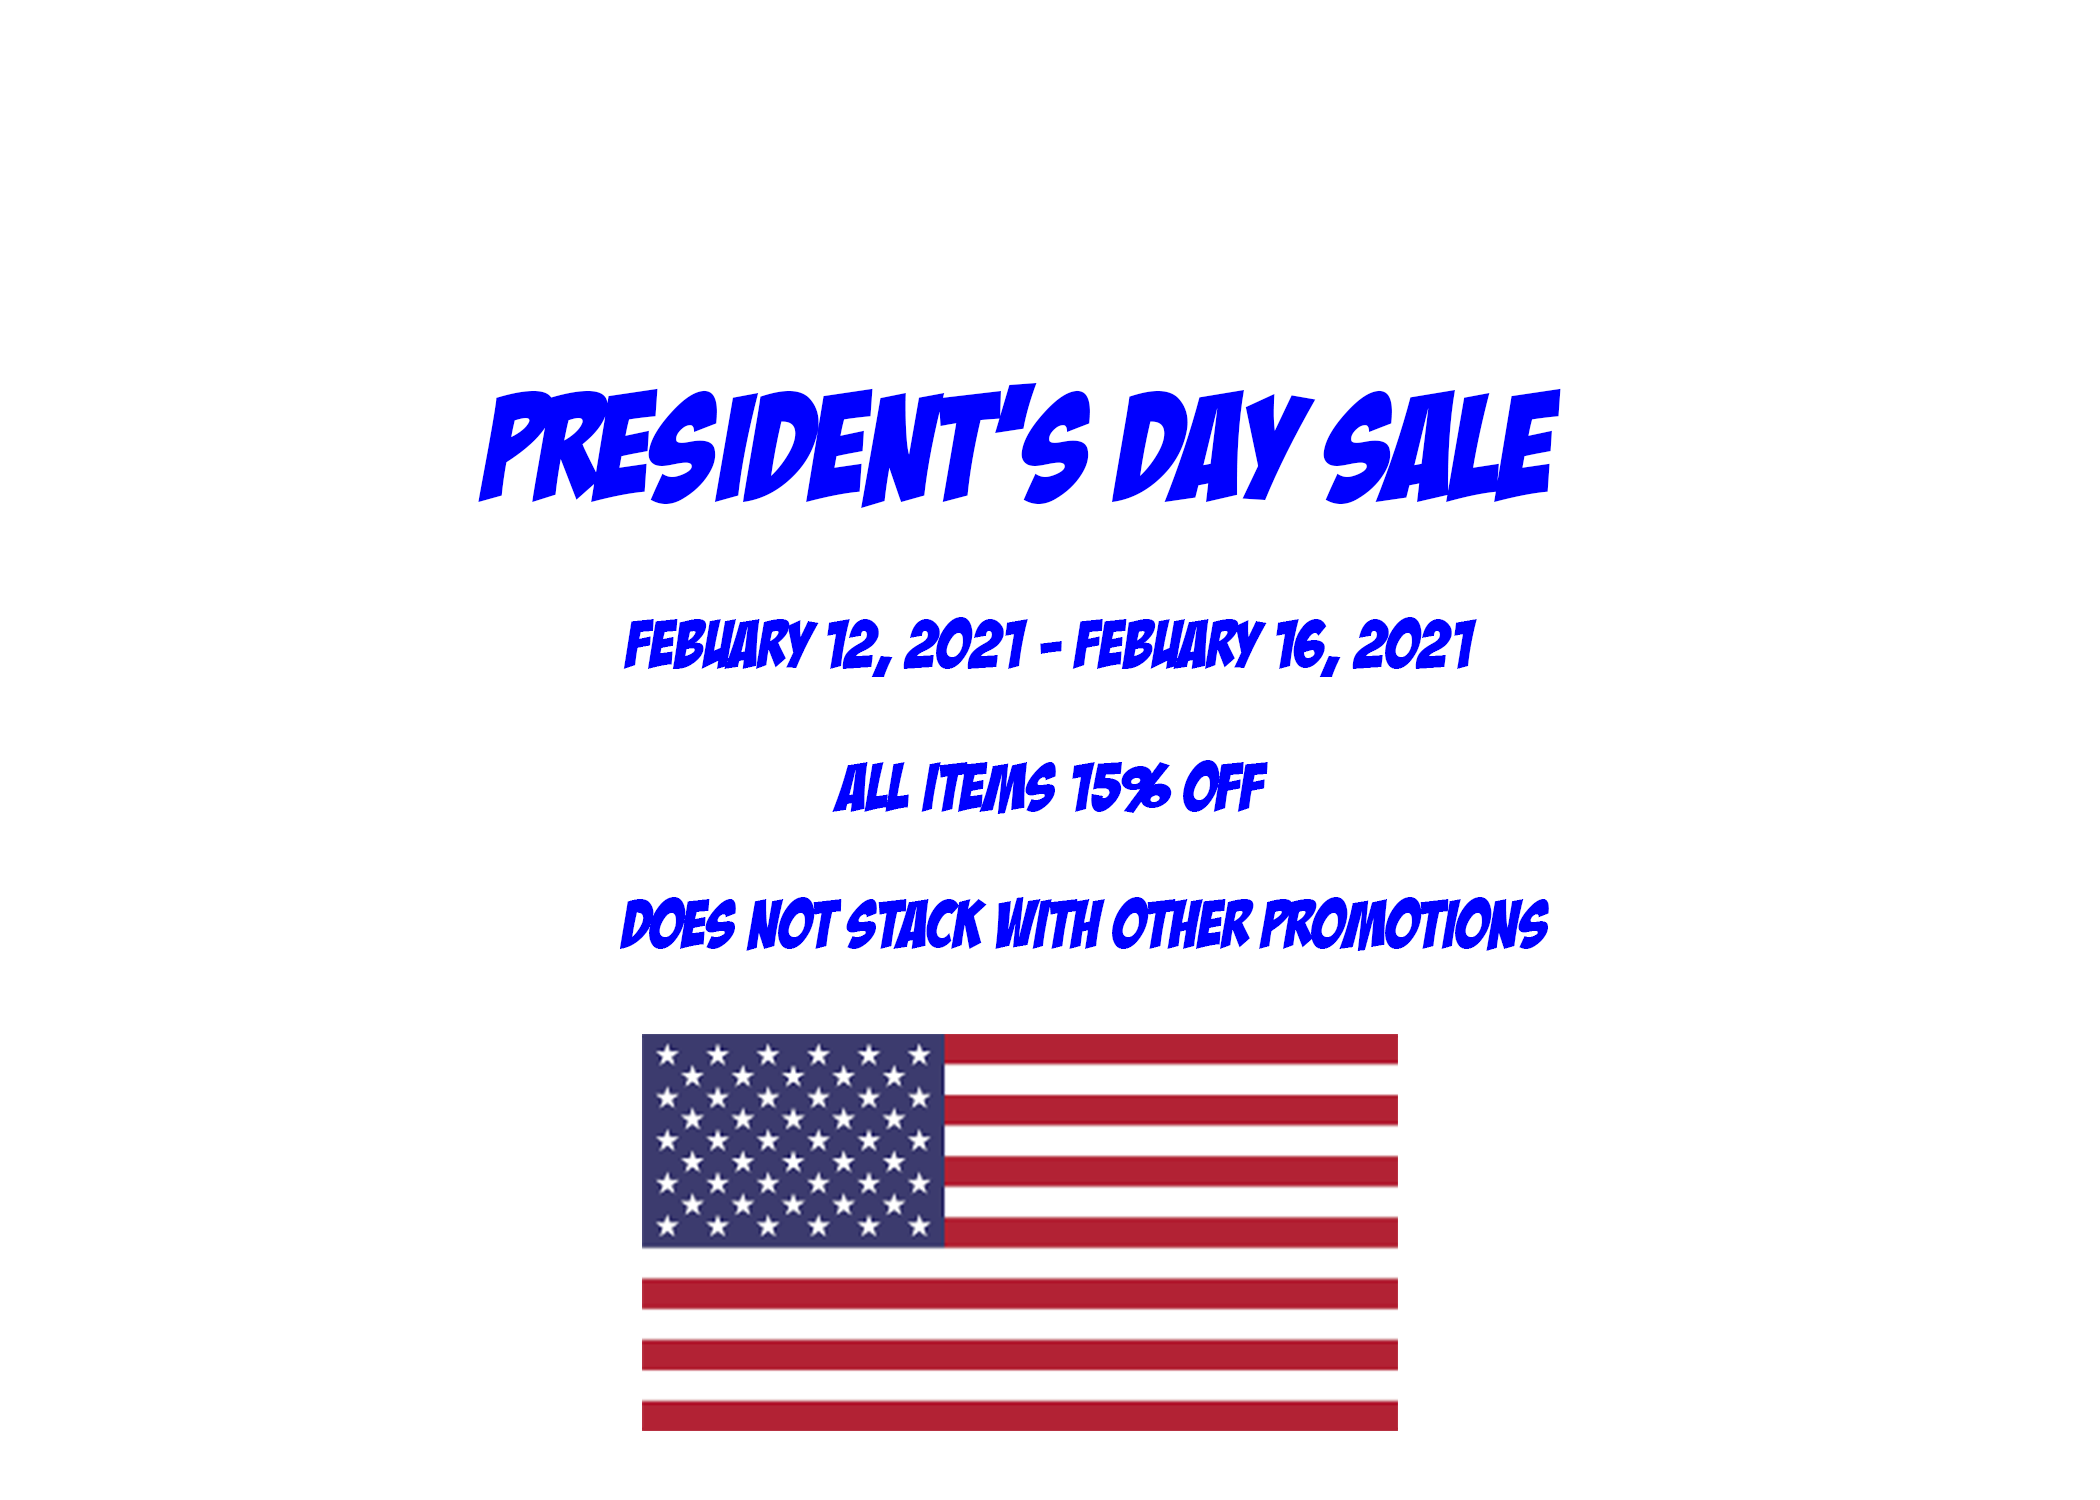 PRESIDENT'S DAY SALE
FEBUARY 12, 2021 - FEBUARY 16, 2021
ALL ITEMS 15% OFF
DOES NOT STACK WITH OTHER PROMOTIONS